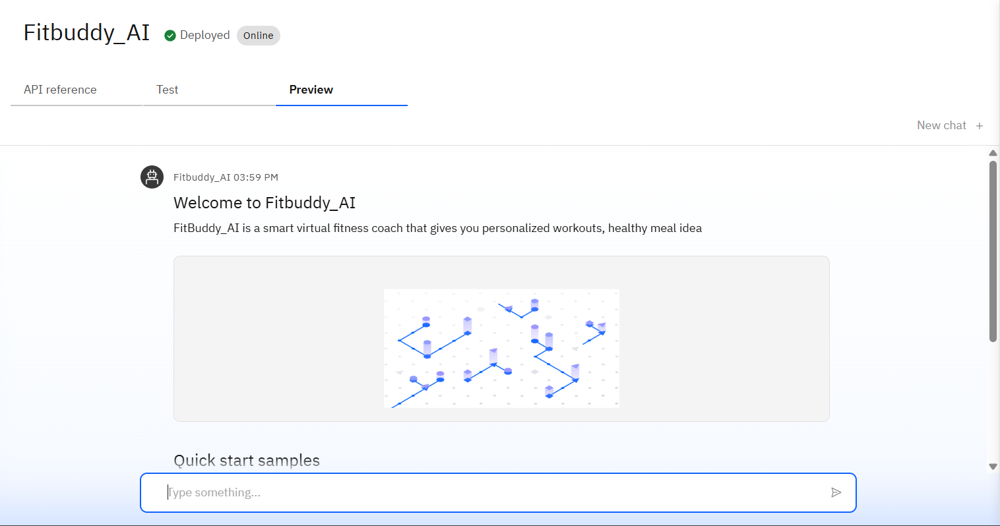 Fitbuddy_AI Deployed Online
API reference Test Preview
New chat +
Fitbuddy_AI 03:59 PM
Welcome to Fitbuddy_AI
FitBuddy_AI is a smart virtual fitness coach that gives you personalized workouts, healthy meal idea
Quick start samples
Type something...